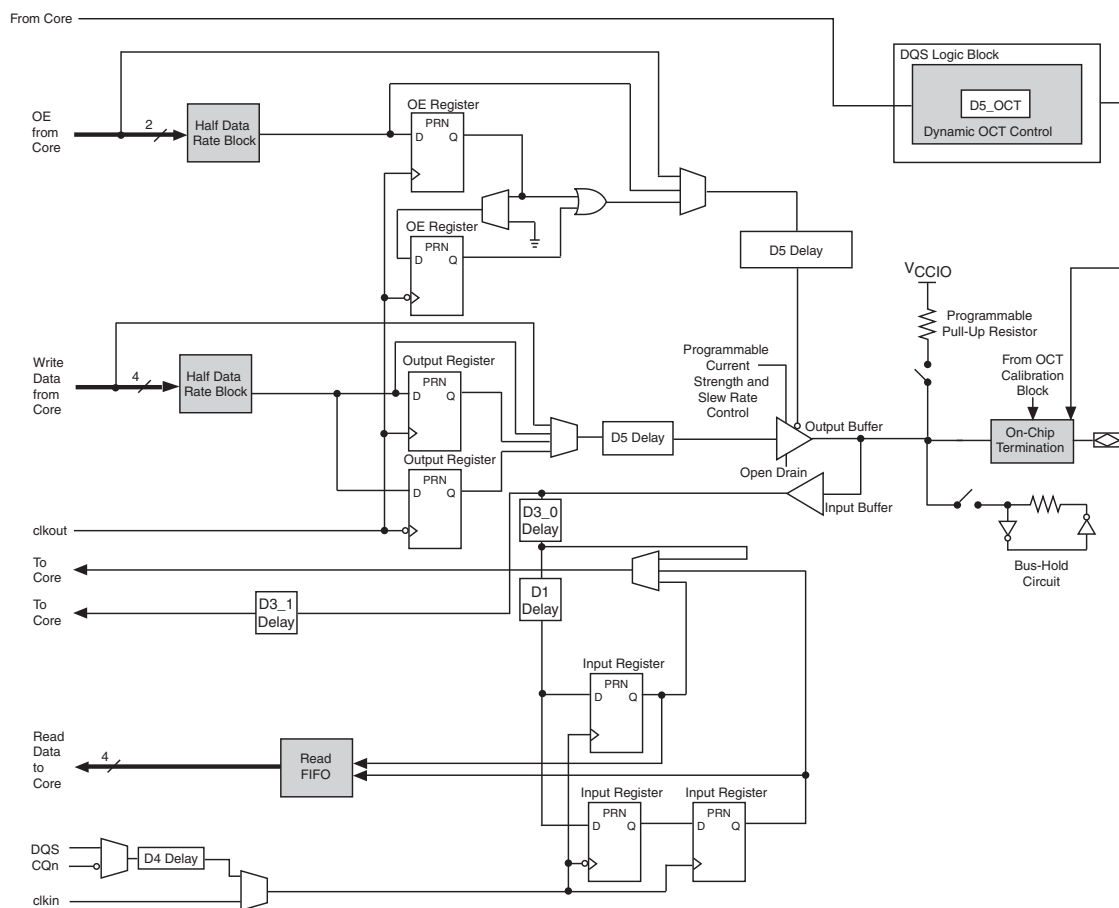 From Core
DQS Logic Block
D5_OCT
Dynamic OCT Control
OE
from
Core
2
Half Data
Rate Block
OE Register
PRN
D
Q
OE Register
PRN
D
Q
D5 Delay
VCCIO
Programmable
Pull-Up Resistor
Write
Data
from
Core
4
Half Data
Rate Block
Output Register
PRN
D
Q
Output Register
PRN
D
Q
D5 Delay
Programmable
Current
Strength and
Slew Rate
Control
Output Buffer
Open Drain
Input Buffer
From OCT
Calibration
Block
On-Chip
Termination
Bus-Hold
Circuit
clkout
D3_0
Delay
To
Core
D1
Delay
To
Core
D3_1
Delay
Input Register
PRN
D
Q
Read
Data
to
Core
4
Read
FIFO
Input Register
PRN
D
Q
Input Register
PRN
D
Q
DQS
CQn
D4 Delay
clkin